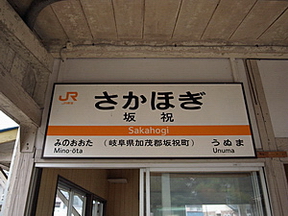 JR
さかほぎ
坂祝
Sakahogi
みのおおた
Mino-ōta
(岐阜県加茂郡坂祝町)
うぬま
Unuma